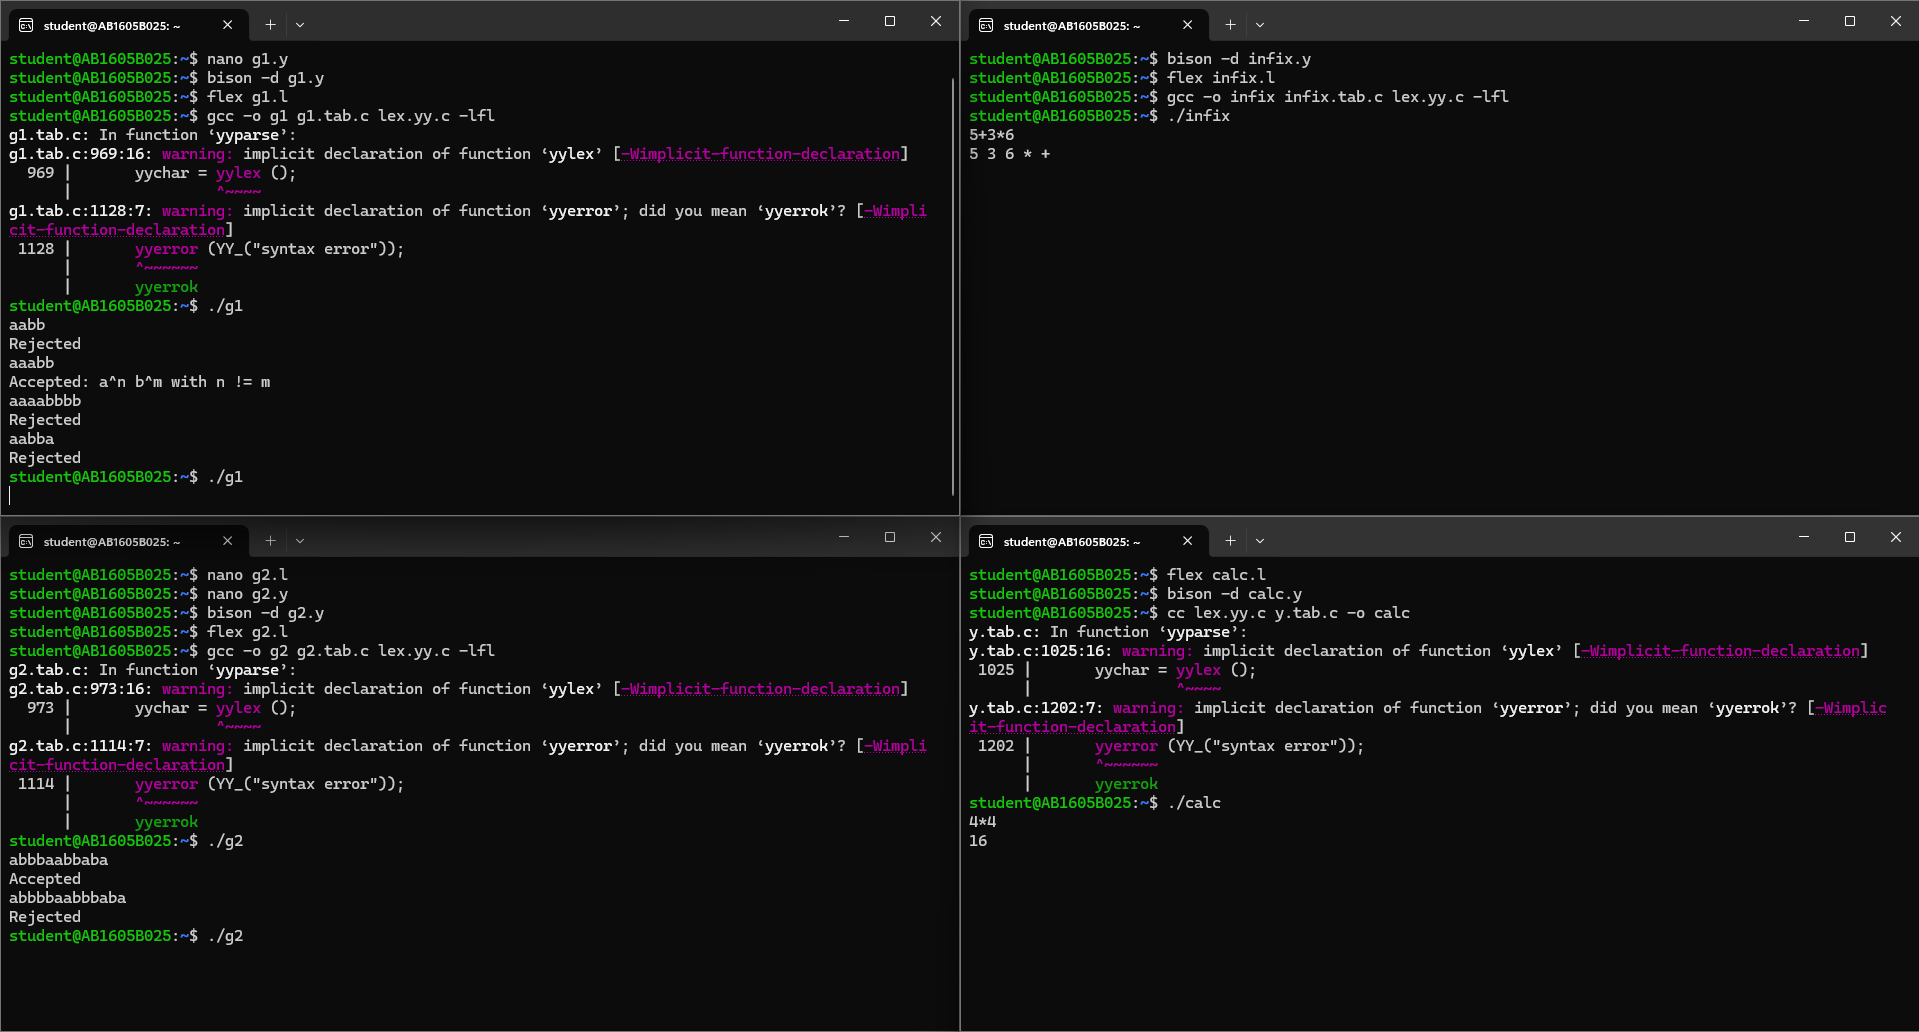 student@AB1605B025: ~
student@AB1605B025:~$ nano g1.y
student@AB1605B025:~$ bison -d g1.y
student@AB1605B025:~$ flex g1.l
student@AB1605B025:~$ gcc -o g1 g1.tab.c lex.yy.c -lfl
g1.tab.c: In function ‘yyparse’:
g1.tab.c:969:16: warning: implicit declaration of function ‘yylex’ [-Wimplicit-function-declaration]
  969 |       yychar = yylex ();
      |                ^~~~~
g1.tab.c:1128:7: warning: implicit declaration of function ‘yyerror’; did you mean ‘yyerrok’? [-Wimpli
cit-function-declaration]
 1128 |       yyerror (YY_("syntax error"));
      |       ^~~~~~~
      |       yyerrok
student@AB1605B025:~$ ./g1
aabb
Rejected
aaabb
Accepted: a^n b^m with n != m
aaaabbbb
Rejected
aabba
Rejected
student@AB1605B025:~$ ./g1
student@AB1605B025: ~
student@AB1605B025:~$ bison -d infix.y
student@AB1605B025:~$ flex infix.l
student@AB1605B025:~$ gcc -o infix infix.tab.c lex.yy.c -lfl
student@AB1605B025:~$ ./infix
5+3*6
5 3 6 * +
student@AB1605B025: ~
student@AB1605B025:~$ nano g2.l
student@AB1605B025:~$ nano g2.y
student@AB1605B025:~$ bison -d g2.y
student@AB1605B025:~$ flex g2.l
student@AB1605B025:~$ gcc -o g2 g2.tab.c lex.yy.c -lfl
g2.tab.c: In function ‘yyparse’:
g2.tab.c:973:16: warning: implicit declaration of function ‘yylex’ [-Wimplicit-function-declaration]
  973 |       yychar = yylex ();
      |                ^~~~~
g2.tab.c:1114:7: warning: implicit declaration of function ‘yyerror’; did you mean ‘yyerrok’? [-Wimpli
cit-function-declaration]
 1114 |       yyerror (YY_("syntax error"));
      |       ^~~~~~~
      |       yyerrok
student@AB1605B025:~$ ./g2
abbbaabbaba
Accepted
abbbbaabbbaba
Rejected
student@AB1605B025:~$ ./g2
student@AB1605B025: ~
student@AB1605B025:~$ flex calc.l
student@AB1605B025:~$ bison -d calc.y
student@AB1605B025:~$ cc lex.yy.c y.tab.c -o calc
y.tab.c: In function ‘yyparse’:
y.tab.c:1025:16: warning: implicit declaration of function ‘yylex’ [-Wimplicit-function-declaration]
 1025 |       yychar = yylex ();
      |                ^~~~~
y.tab.c:1202:7: warning: implicit declaration of function ‘yyerror’; did you mean ‘yyerrok’? [-Wimplic
it-function-declaration]
 1202 |       yyerror (YY_("syntax error"));
      |       ^~~~~~~
      |       yyerrok
student@AB1605B025:~$ ./calc
4*4
16